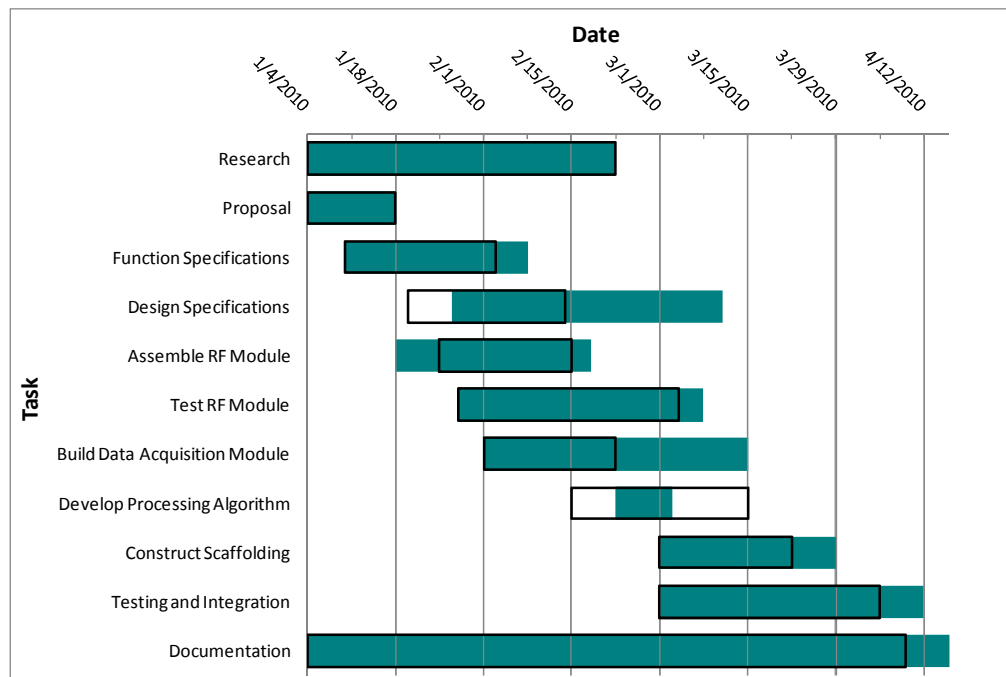 Date
1/4/2010
1/18/2010
2/1/2010
2/15/2010
3/1/2010
3/15/2010
3/29/2010
4/12/2010
Task
Research
Proposal
Function Specifications
Design Specifications
Assemble RF Module
Test RF Module
Build Data Acquisition Module
Develop Processing Algorithm
Construct Scaffolding
Testing and Integration
Documentation